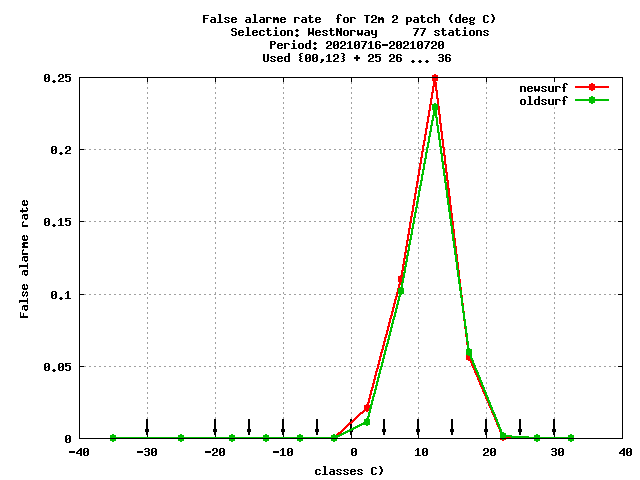 False alarme rate  for T2m 2 patch (deg C)
Selection: WestNorway     77 stations
Period: 20210716-20210720
Used {00,12} + 25 26 ... 36
newsurf
oldsurf
0.25
0.2
0.15
0.1
0.05
0
False alarme rate
-40 -30 -20 -10 0 10 20 30 40
classes C)